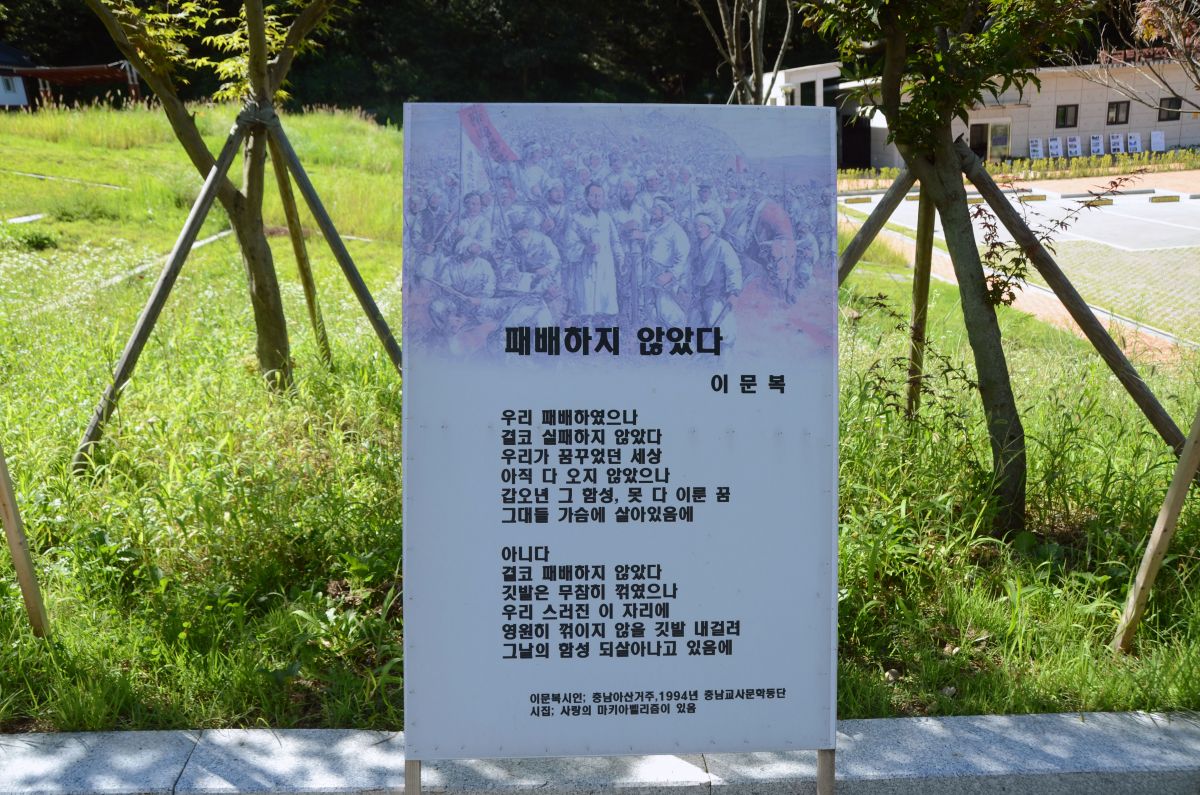 패배하지 않았다
이 문 복
우리 패배하였으나
결코 실패하지 않았다
우리가 꿈꾸었던 세상
아직 다 오지 않았으나
갑오년 그 함성, 못 다 이룬 꿈
그대들 가슴에 살아있음에
아니다
결코 패배하지 않았다
깃발은 무참히 꺾였으나
우리 스러진 이 자리에
영원히 꺾이지 않을 깃발 내걸려
그날의 함성 되살아나고 있음에
이문복시인; 충남아산거주,1994년 충남교사문학등단
시집; 사랑의 마키아벨리즘이 있음